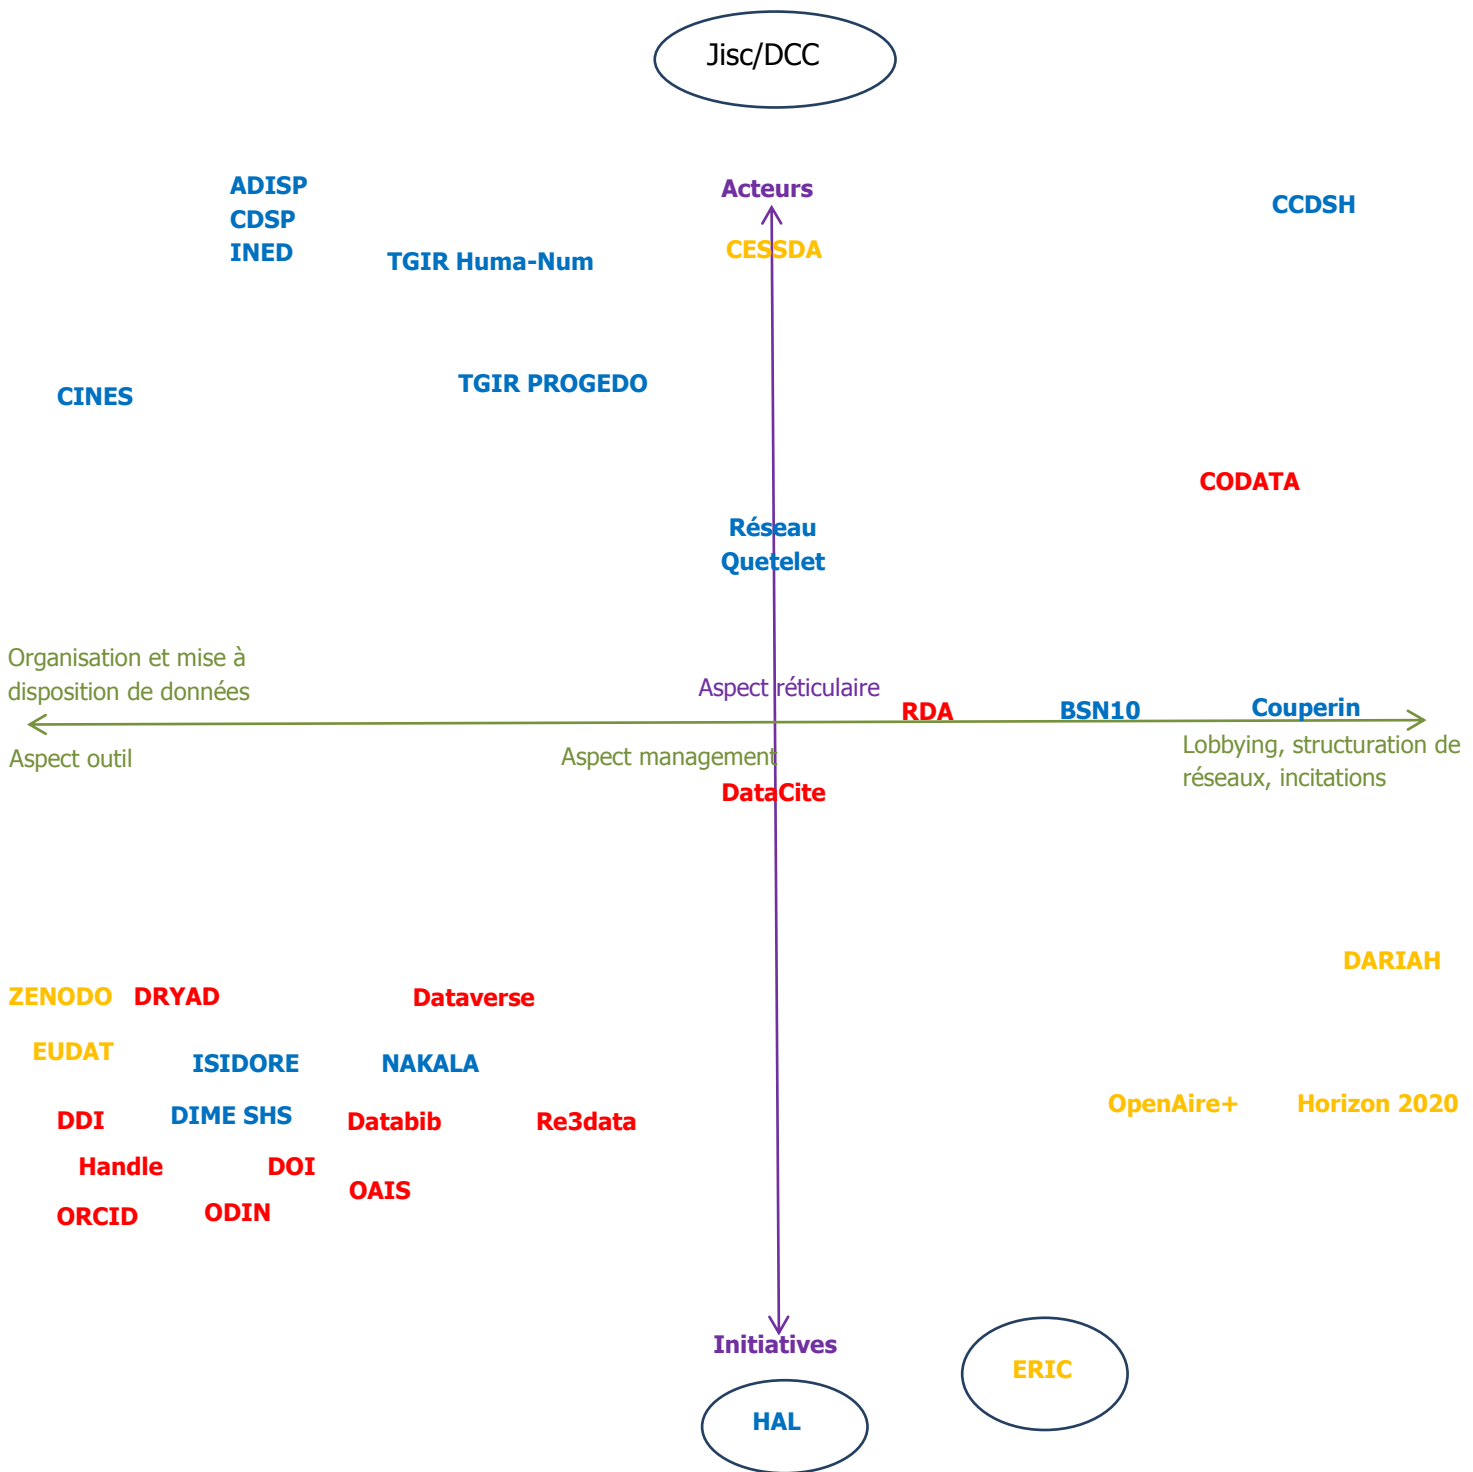 Jisc/DCC
ADISP
CDSP
INED
TGIR Huma-Num
Acteurs
CESSDA
CCDSH
CINES
TGIR PROGEDO
CODATA
Réseau
Quetelet
Organisation et mise à
disposition de données
Aspect réticulaire
RDA
BSN10
Couperin
Aspect outil
Aspect management
Lobbying, structuration de
réseaux, incitations
DataCite
DARIAH
ZENODO
DRYAD
Dataverse
EUDAT
ISIDORE
NAKALA
DDI
DIME SHS
Databib
Re3data
OpenAire+
Horizon 2020
Handle
DOI
OAIS
ORCID
ODIN
Initiatives
ERIC
HAL